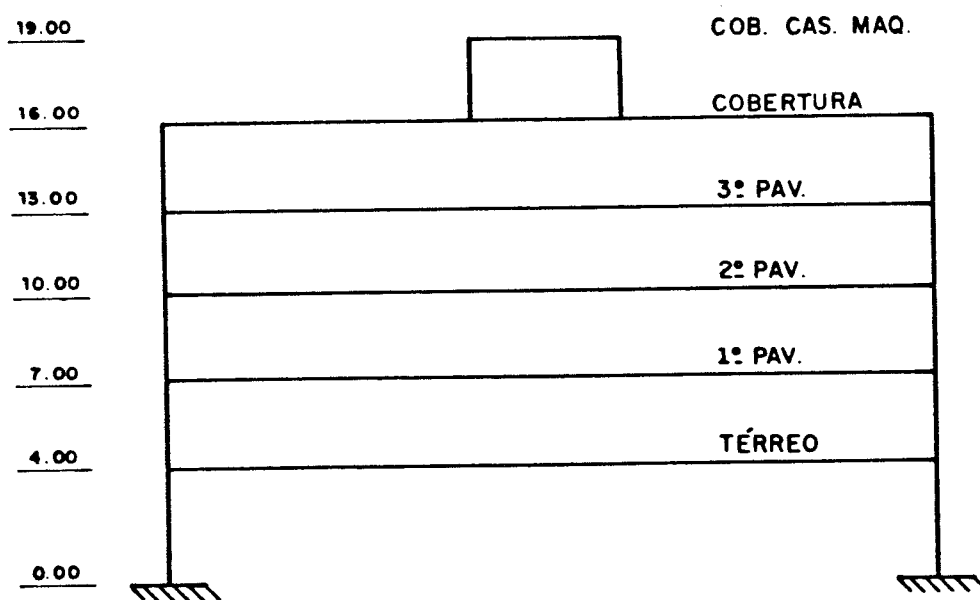 19.00
COB. CAS. MAQ.
16.00
COBERTURA
13.00
3º PAV.
10.00
2º PAV.
7.00
1º PAV.
4.00
TÉRREO
0.00